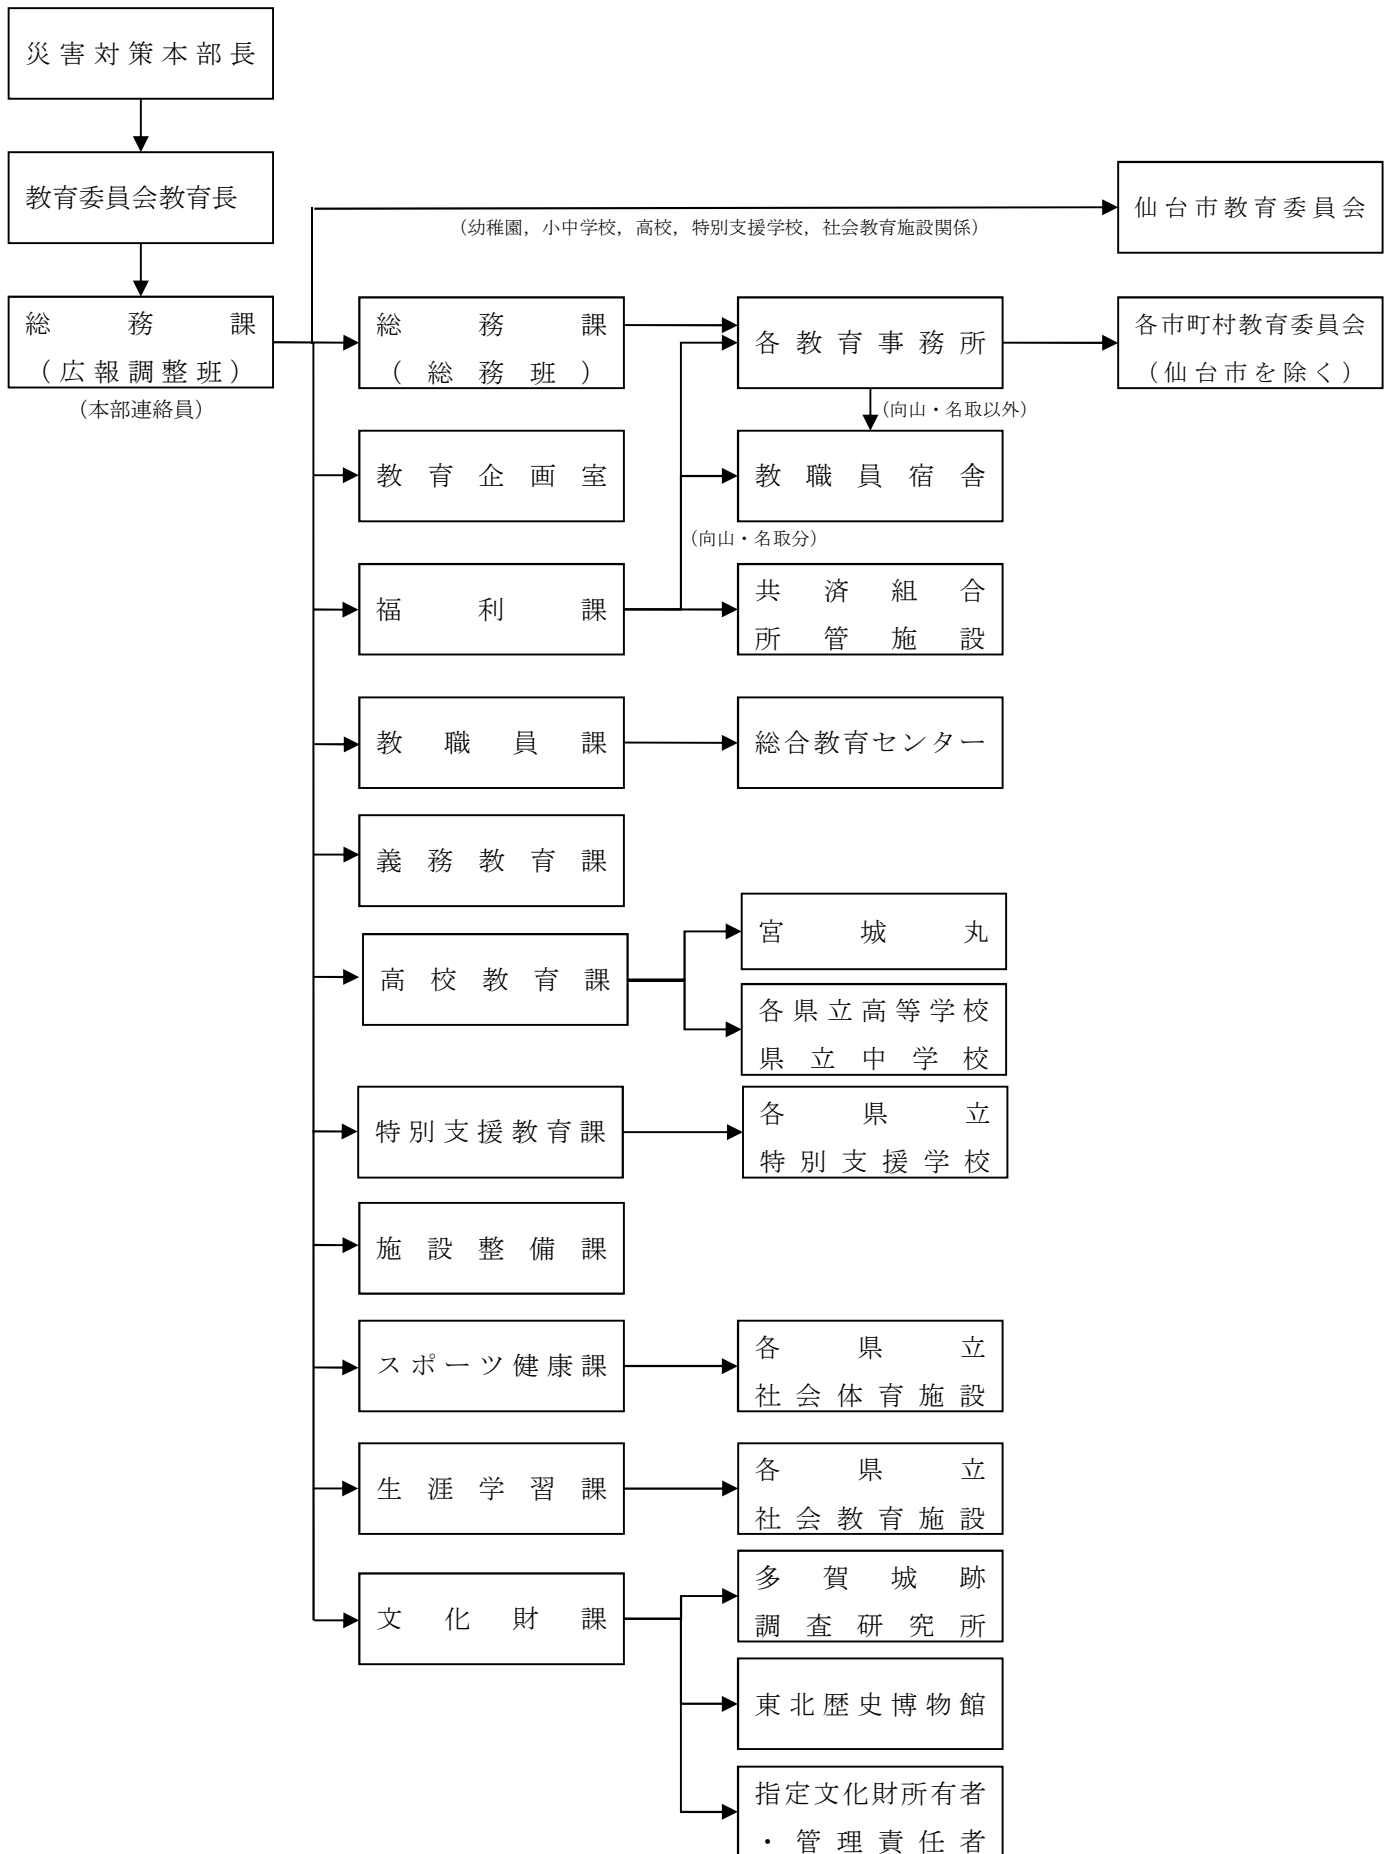 災害対策本部長
教育委員会教育長
仙台市教育委員会
（幼稚園，小中学校，高校，特別支援学校，社会教育施設関係）
総務課
（広報調整班）
（本部連絡員）
総務課
（総務班）
各教育事務所
各市町村教育委員会
（仙台市を除く）
（向山・名取以外）
教育企画室
教職員宿舎
（向山・名取分）
福利課
共済組合
所管施設
教職員課
総合教育センター
義務教育課
宮城丸
高校教育課
各県立高等学校
県立中学校
特別支援教育課
各県立
特別支援学校
施設整備課
スポーツ健康課
各県立
社会体育施設
生涯学習課
各県立
社会教育施設
文化財課
多賀城跡
調査研究所
東北歴史博物館
指定文化財所有者
・管理責任者